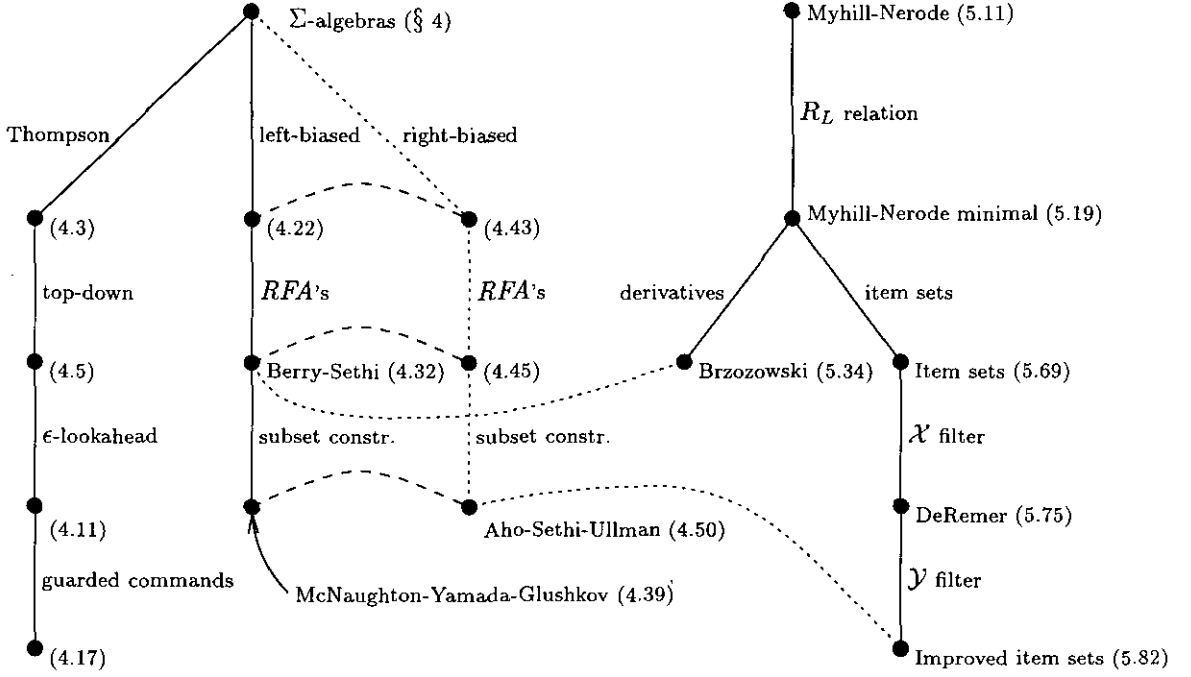 Σ-algebras (§ 4)
Myhill-Nerode (5.11)
R_L relation
Thompson
left-biased
right-biased
(4.3)
(4.22)
(4.43)
Myhill-Nerode minimal (5.19)
top-down
RFA's
RFA's
derivatives
item sets
(4.5)
Berry-Sethi (4.32)
(4.45)
Brzozowski (5.34)
Item sets (5.69)
ϵ-lookahead
subset constr.
subset constr.
𝒳 filter
(4.11)
Aho-Sethi-Ullman (4.50)
DeRemer (5.75)
guarded commands
McNaughton-Yamada-Glushkov (4.39)
𝒴 filter
(4.17)
Improved item sets (5.82)